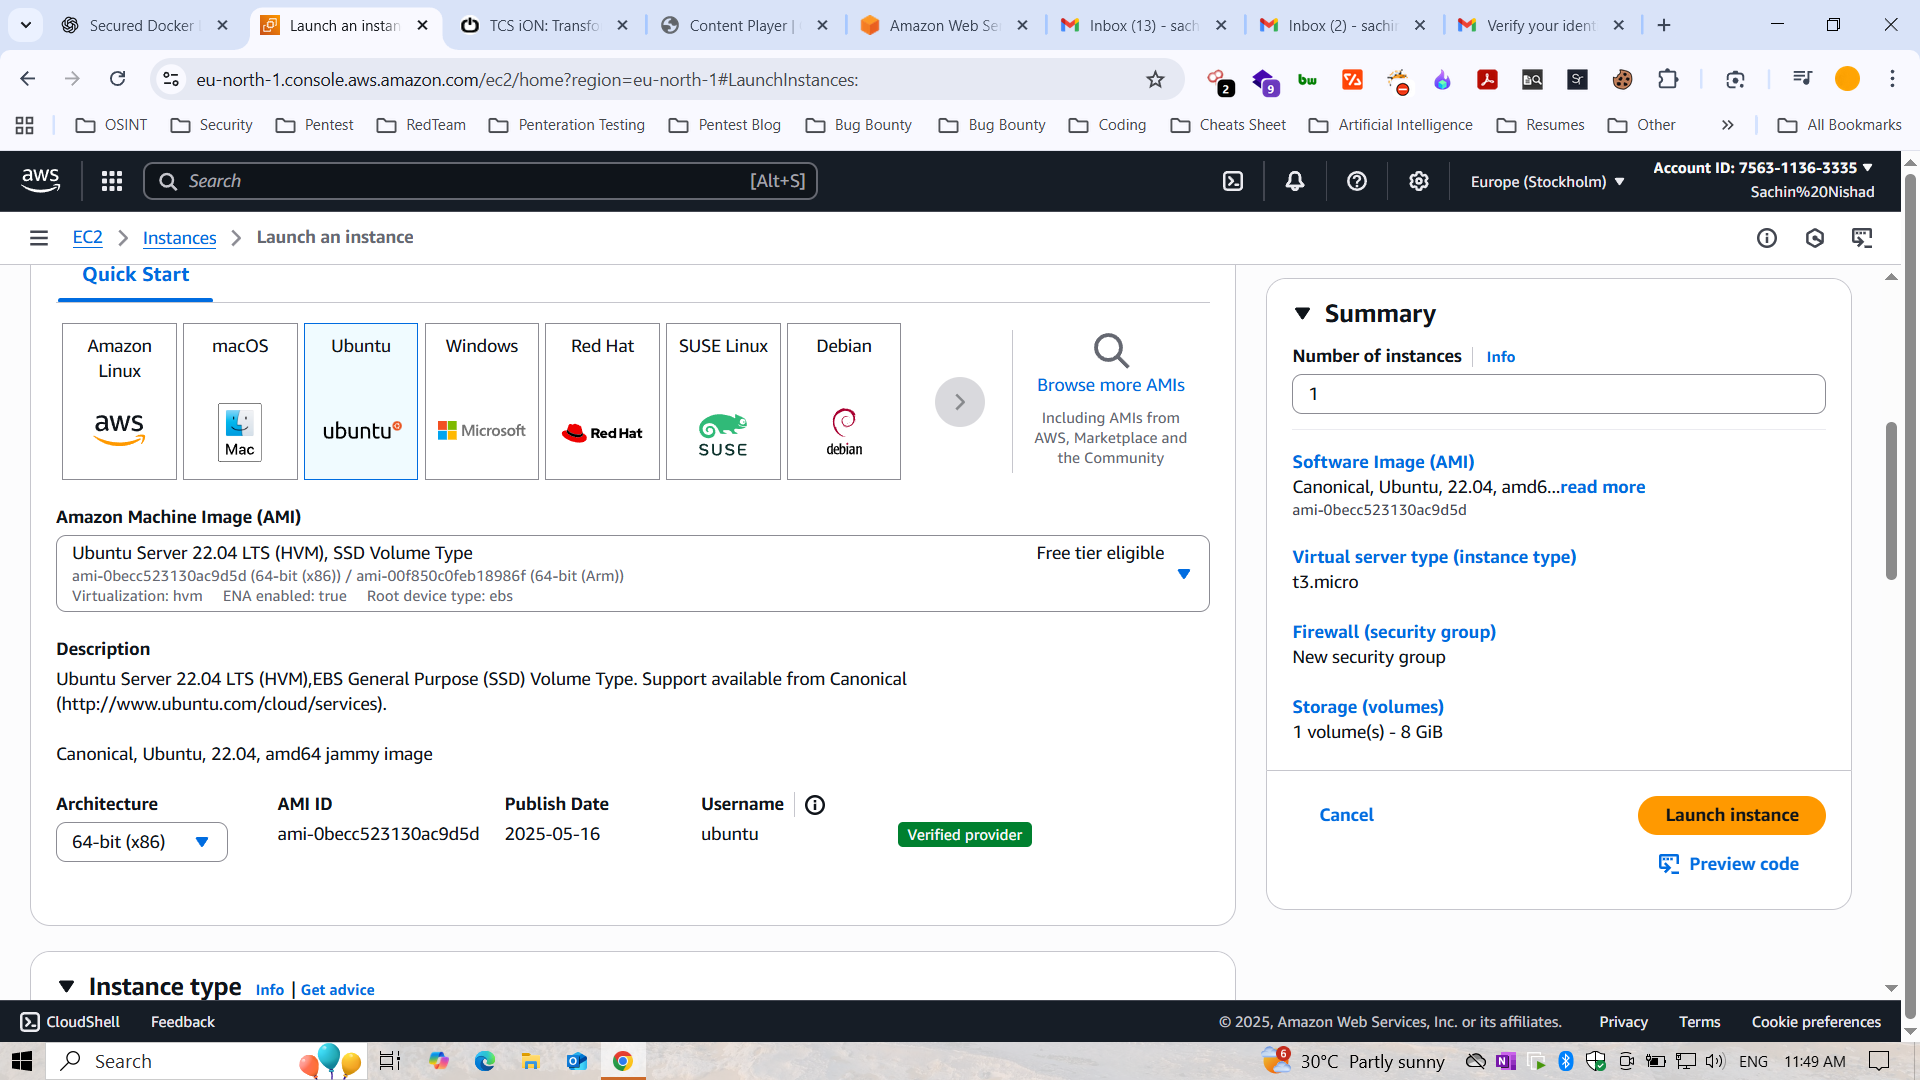 Secured Docker
Launch an instan
TCS iON: Transfo
Content Player |
Amazon Web Se
Inbox (13) - sach
Inbox (2) - sachin
Verify your ident
eu-north-1.console.aws.amazon.com/ec2/home?region=eu-north-1#LaunchInstances:
2
9
bw
Sr
OSINT
Security
Pentest
RedTeam
Penteration Testing
Pentest Blog
Bug Bounty
Bug Bounty
Coding
Cheats Sheet
Artificial Intelligence
Resumes
Other
All Bookmarks
aws
Search
[Alt+S]
Europe (Stockholm)
Account ID: 7563-1136-3335
Sachin%20Nishad
EC2
Instances
Launch an instance
Quick Start
Amazon
Linux
aws
macOS
Mac
Ubuntu
ubuntu
Windows
Microsoft
Red Hat
Red Hat
SUSE Linux
SUSE
Debian
debian
Browse more AMIs
Including AMIs from
AWS, Marketplace and
the Community
Amazon Machine Image (AMI)
Ubuntu Server 22.04 LTS (HVM), SSD Volume Type
Free tier eligible
ami-0becc523130ac9d5d (64-bit (x86)) / ami-00f850c0feb18986f (64-bit (Arm))
Virtualization: hvm ENA enabled: true Root device type: ebs
Description
Ubuntu Server 22.04 LTS (HVM),EBS General Purpose (SSD) Volume Type. Support available from Canonical
(http://www.ubuntu.com/cloud/services).
Canonical, Ubuntu, 22.04, amd64 jammy image
Architecture
64-bit (x86)
AMI ID
ami-0becc523130ac9d5d
Publish Date
2025-05-16
Username
ubuntu
Verified provider
Instance type
Info | Get advice
Summary
Number of instances
Info
1
Software Image (AMI)
Canonical, Ubuntu, 22.04, amd6...read more
ami-0becc523130ac9d5d
Virtual server type (instance type)
t3.micro
Firewall (security group)
New security group
Storage (volumes)
1 volume(s) - 8 GiB
Cancel
Launch instance
Preview code
CloudShell
Feedback
© 2025, Amazon Web Services, Inc. or its affiliates.
Privacy
Terms
Cookie preferences
Search
6
30°C Partly sunny
ENG
11:49 AM